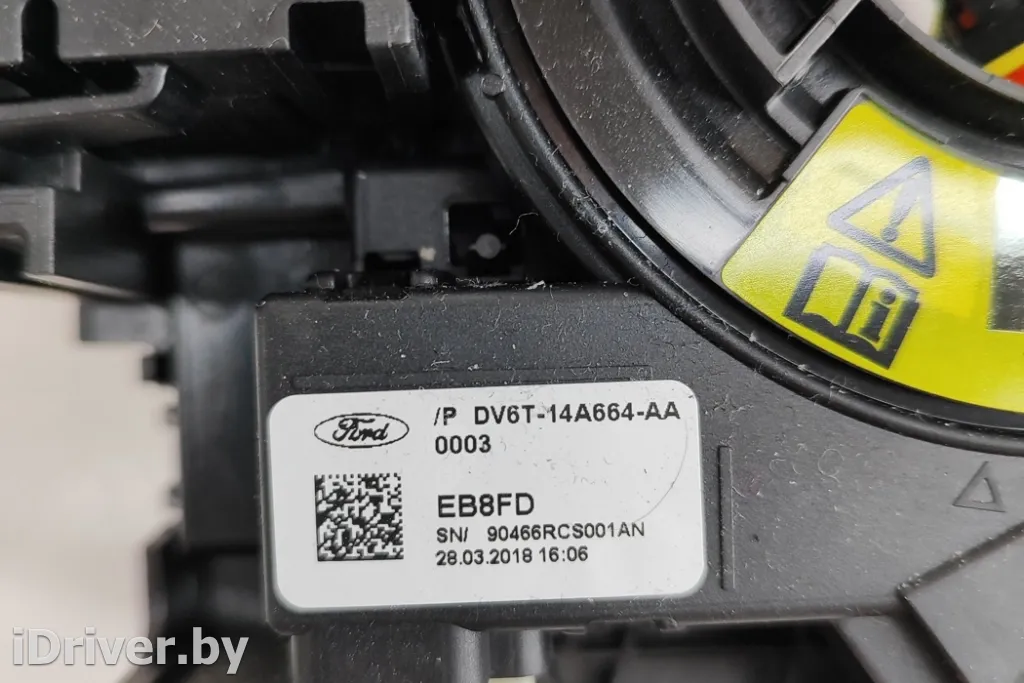 Ford
/P DV6T-14A664-AA
0003
EB8FD
SN/ 90466RCS001AN
28.03.2018 16:06
iDriver.by